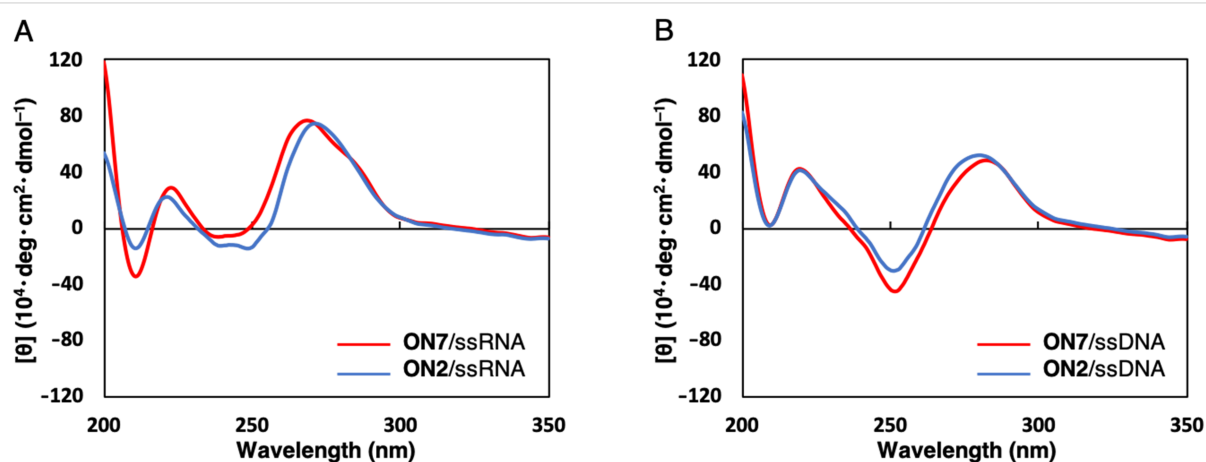 A
120
80
40
0
−40
−80
−120
[θ] (10⁴· deg· cm²· dmol⁻¹)
ON7/ssRNA
ON2/ssRNA
200
250
300
350
Wavelength (nm)
B
120
80
40
0
−40
−80
−120
[θ] (10⁴· deg· cm²· dmol⁻¹)
ON7/ssDNA
ON2/ssDNA
200
250
300
350
Wavelength (nm)